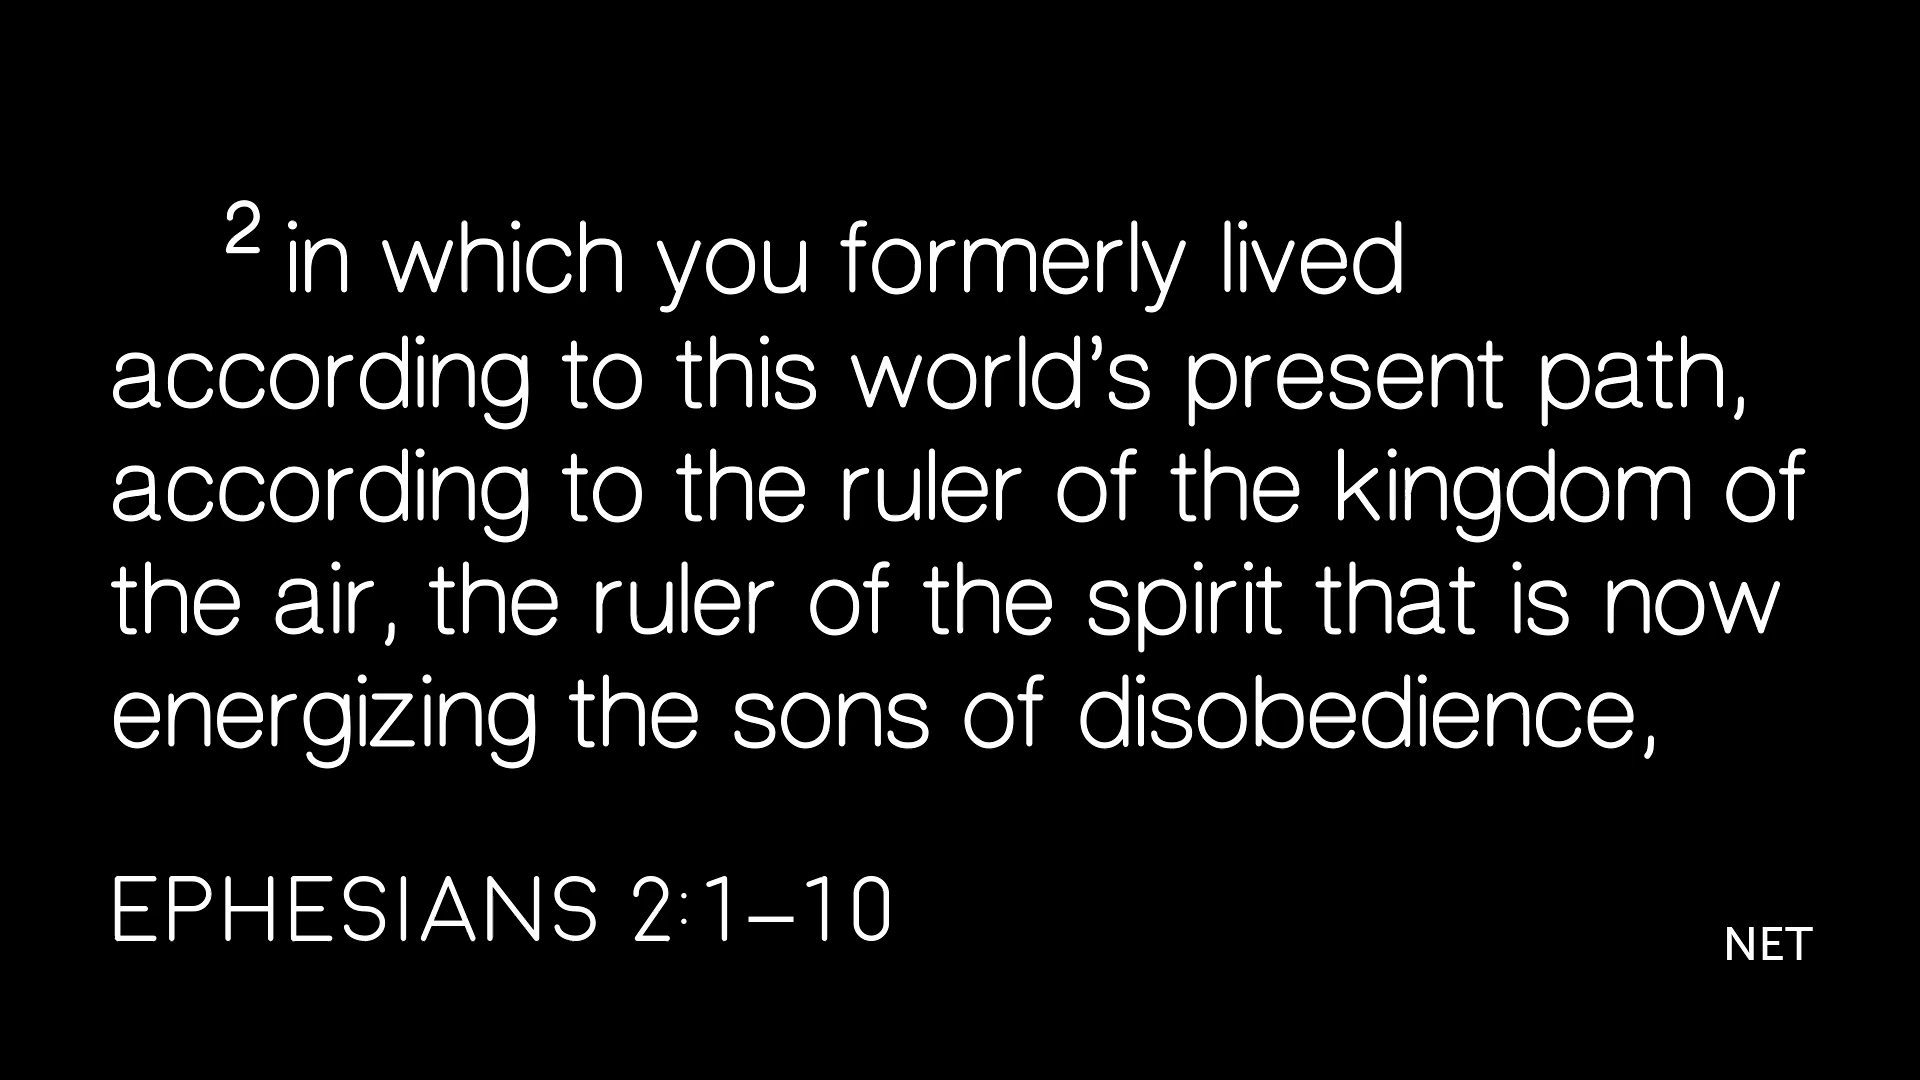 2 in which you formerly lived
according to this world’s present path,
according to the ruler of the kingdom of
the air, the ruler of the spirit that is now
energizing the sons of disobedience,
EPHESIANS 2:1–10
NET